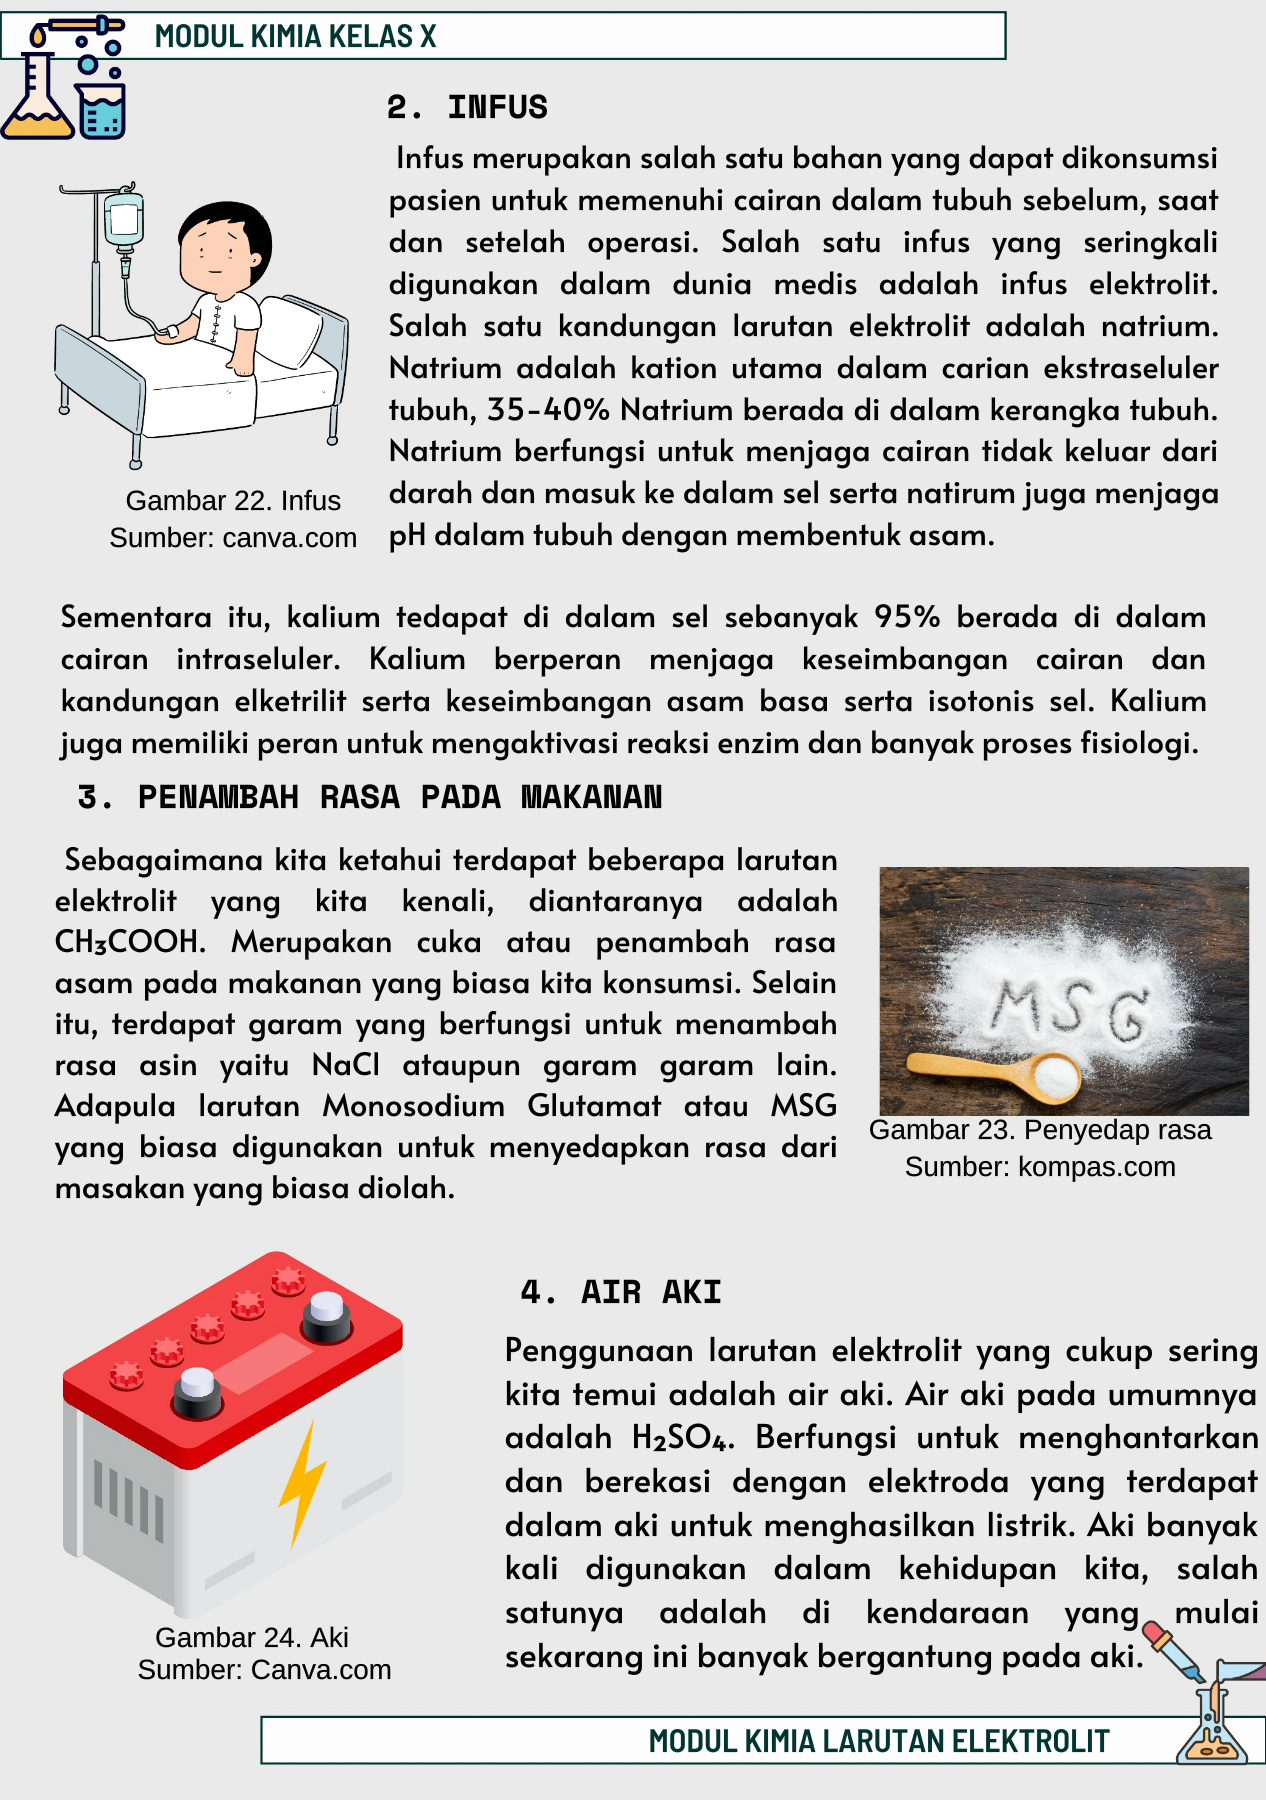 MODUL KIMIA KELAS X
2. INFUS
Infus merupakan salah satu bahan yang dapat dikonsumsi
pasien untuk memenuhi cairan dalam tubuh sebelum, saat
dan setelah operasi. Salah satu infus yang seringkali
digunakan dalam dunia medis adalah infus elektrolit.
Salah satu kandungan larutan elektrolit adalah natrium.
Natrium adalah kation utama dalam carian ekstraseluler
tubuh, 35-40% Natrium berada di dalam kerangka tubuh.
Natrium berfungsi untuk menjaga cairan tidak keluar dari
darah dan masuk ke dalam sel serta natirum juga menjaga
pH dalam tubuh dengan membentuk asam.
Gambar 22. Infus
Sumber: canva.com
Sementara itu, kalium tedapat di dalam sel sebanyak 95% berada di dalam
cairan intraseluler. Kalium berperan menjaga keseimbangan cairan dan
kandungan elketrilit serta keseimbangan asam basa serta isotonis sel. Kalium
juga memiliki peran untuk mengaktivasi reaksi enzim dan banyak proses fisiologi.
3. PENAMBAH RASA PADA MAKANAN
Sebagaimana kita ketahui terdapat beberapa larutan
elektrolit yang kita kenali, diantaranya adalah
CH₃COOH. Merupakan cuka atau penambah rasa
asam pada makanan yang biasa kita konsumsi. Selain
itu, terdapat garam yang berfungsi untuk menambah
rasa asin yaitu NaCl ataupun garam garam lain.
Adapula larutan Monosodium Glutamat atau MSG
yang biasa digunakan untuk menyedapkan rasa dari
masakan yang biasa diolah.
MSG
Gambar 23. Penyedap rasa
Sumber: kompas.com
4. AIR AKI
Penggunaan larutan elektrolit yang cukup sering
kita temui adalah air aki. Air aki pada umumnya
adalah H₂SO₄. Berfungsi untuk menghantarkan
dan berekasi dengan elektroda yang terdapat
dalam aki untuk menghasilkan listrik. Aki banyak
kali digunakan dalam kehidupan kita, salah
satunya adalah di kendaraan yang mulai
sekarang ini banyak bergantung pada aki.
Gambar 24. Aki
Sumber: Canva.com
MODUL KIMIA LARUTAN ELEKTROLIT